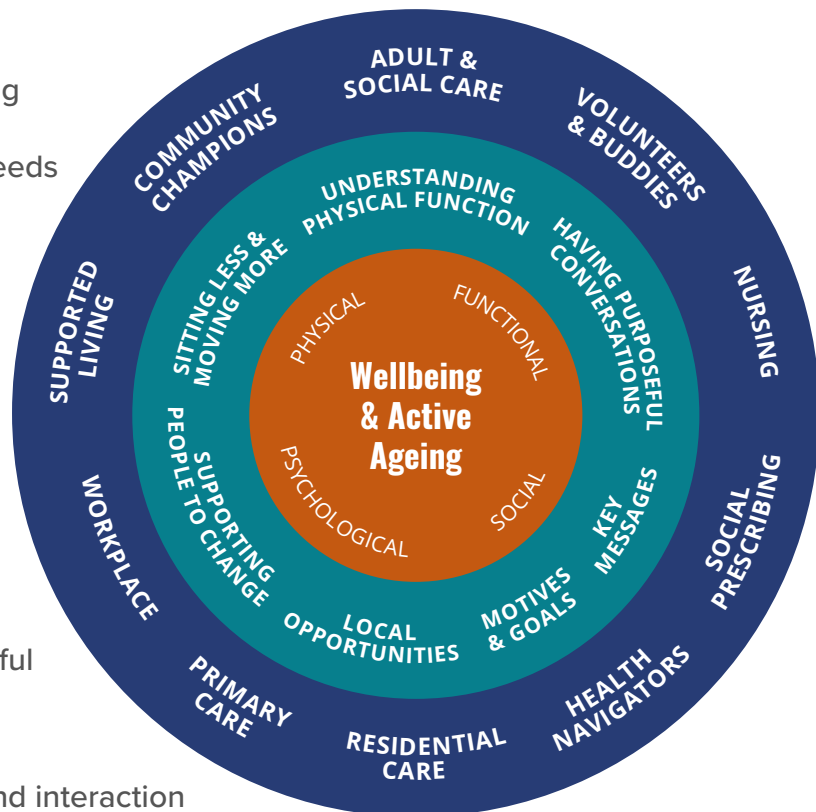 g
eeds
ful
nd interaction
ADULT &
SOCIAL CARE
VOLUNTEERS
& BUDDIES
NURSING
SOCIAL
PRESCRIBING
HEALTH
NAVIGATORS
RESIDENTIAL
CARE
PRIMARY
CARE
WORKPLACE
SUPPORTED
LIVING
COMMUNITY
CHAMPIONS
UNDERSTANDING
PHYSICAL FUNCTION
HAVING PURPOSEFUL
CONVERSATIONS
KEY
MESSAGES
MOTIVES
& GOALS
LOCAL
OPPORTUNITIES
SUPPORTING
PEOPLE TO CHANGE
SITTING LESS &
MOVING MORE
PHYSICAL
FUNCTIONAL
SOCIAL
PSYCHOLOGICAL
Wellbeing
& Active
Ageing